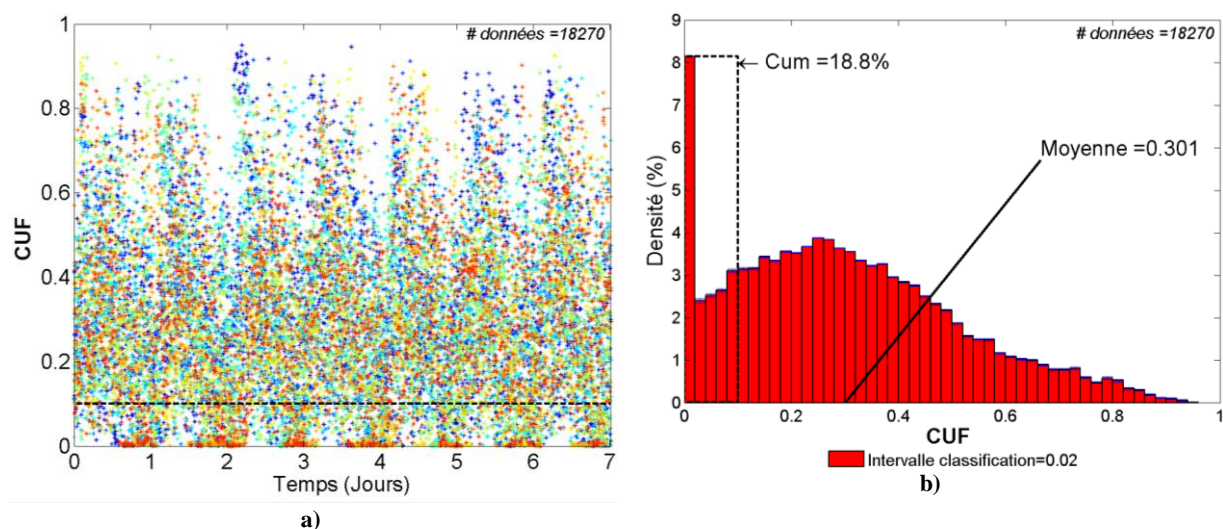 # données =18270
1
0.8
0.6
0.4
0.2
0
CUF
0 1 2 3 4 5 6 7
Temps (Jours)
a)
# données =18270
9
8
7
6
5
4
3
2
1
0
Densité (%)
Cum =18.8%
Moyenne =0.301
0 0.2 0.4 0.6 0.8 1
CUF
Intervalle classification=0.02
b)